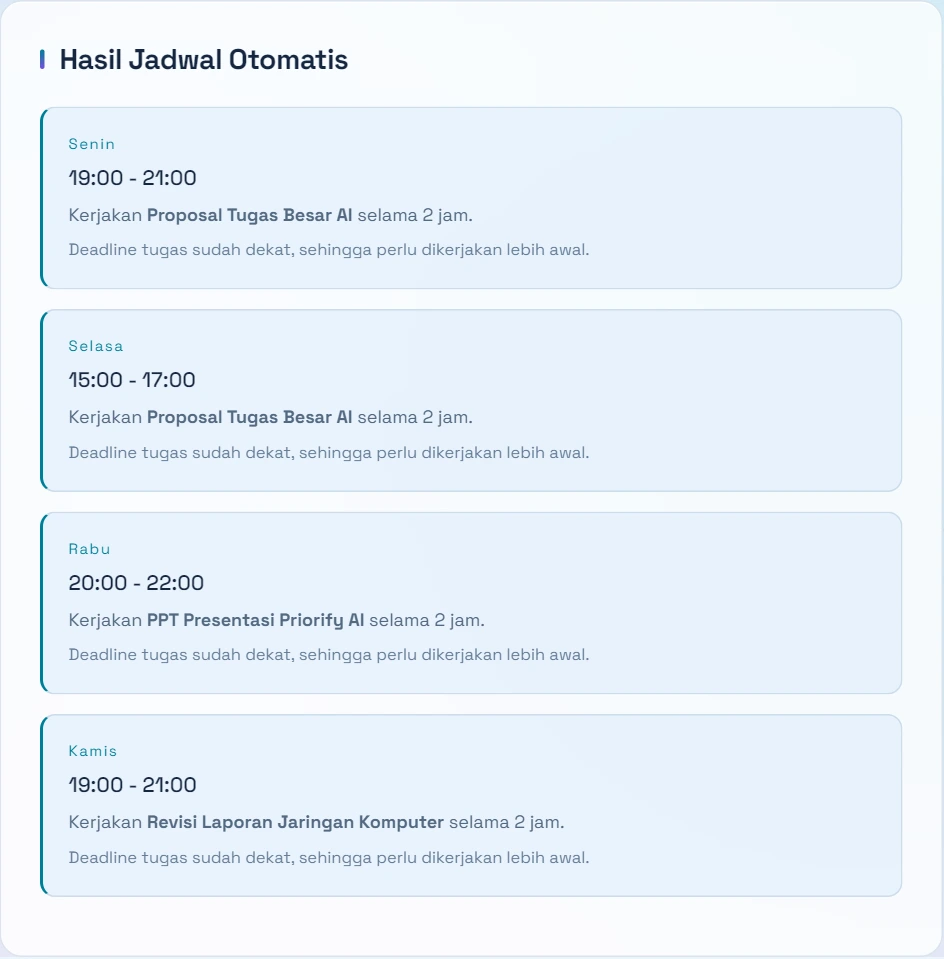 Hasil Jadwal Otomatis
Senin
19:00 - 21:00
Kerjakan Proposal Tugas Besar AI selama 2 jam.
Deadline tugas sudah dekat, sehingga perlu dikerjakan lebih awal.
Selasa
15:00 - 17:00
Kerjakan Proposal Tugas Besar AI selama 2 jam.
Deadline tugas sudah dekat, sehingga perlu dikerjakan lebih awal.
Rabu
20:00 - 22:00
Kerjakan PPT Presentasi Priorify AI selama 2 jam.
Deadline tugas sudah dekat, sehingga perlu dikerjakan lebih awal.
Kamis
19:00 - 21:00
Kerjakan Revisi Laporan Jaringan Komputer selama 2 jam.
Deadline tugas sudah dekat, sehingga perlu dikerjakan lebih awal.